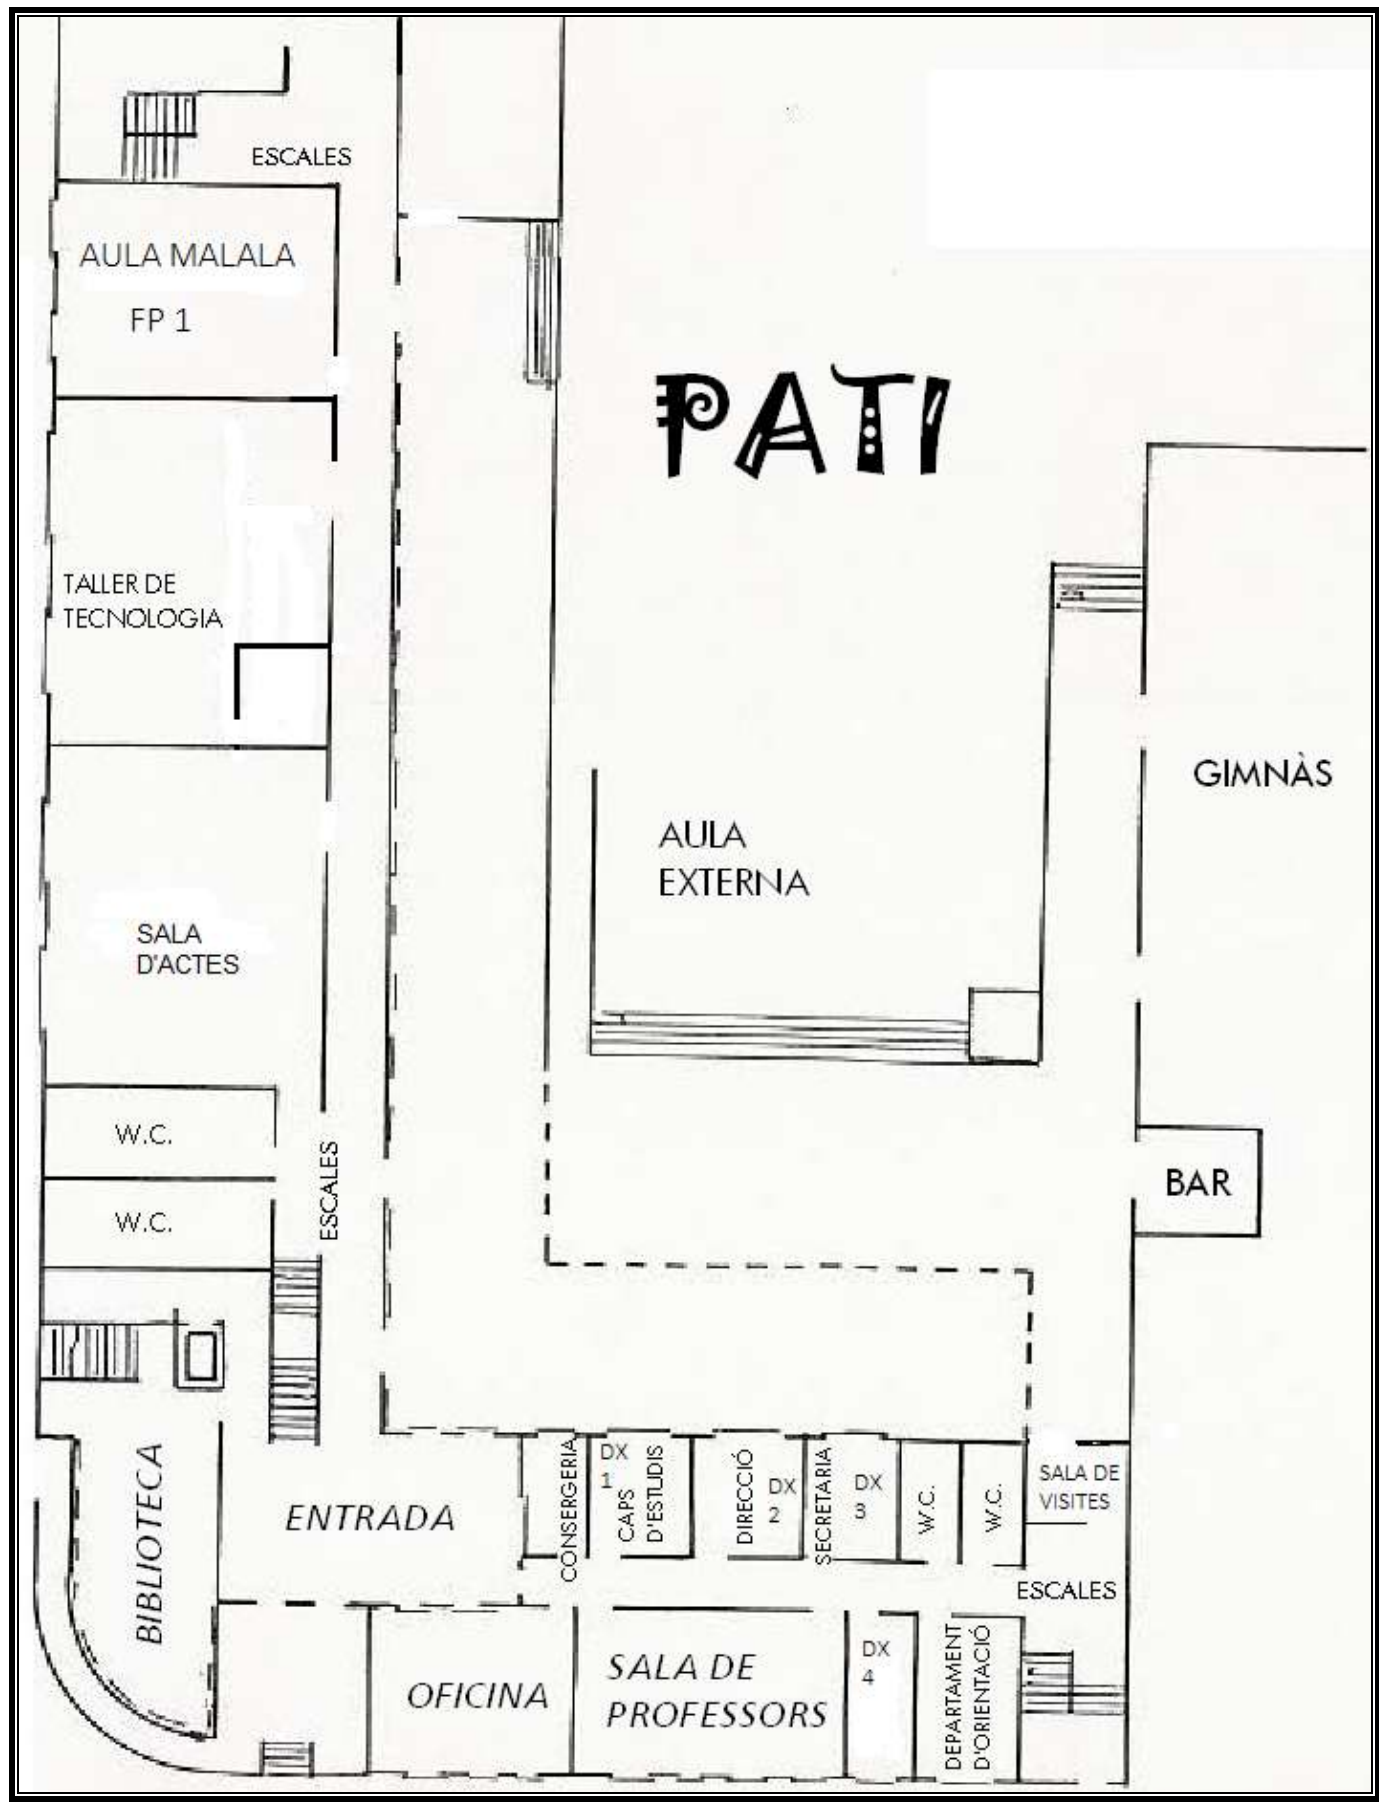 ESCALES
AULA MALALA
FP 1
PATI
TALLER DE
TECNOLOGIA
GIMNÀS
AULA
EXTERNA
SALA
D'ACTES
W.C.
ESCALES
BAR
W.C.
BIBLIOTECA
ENTRADA
CONSERGERIA
DX
1
CAPS
D'ESTUDIS
DIRECCIÓ
DX
2
SECRETARIA
DX
3
W.C.
W.C.
SALA DE
VISITES
ESCALES
OFICINA
SALA DE
PROFESSORS
DX
4
DEPARTAMENT
D'ORIENTACIÓ